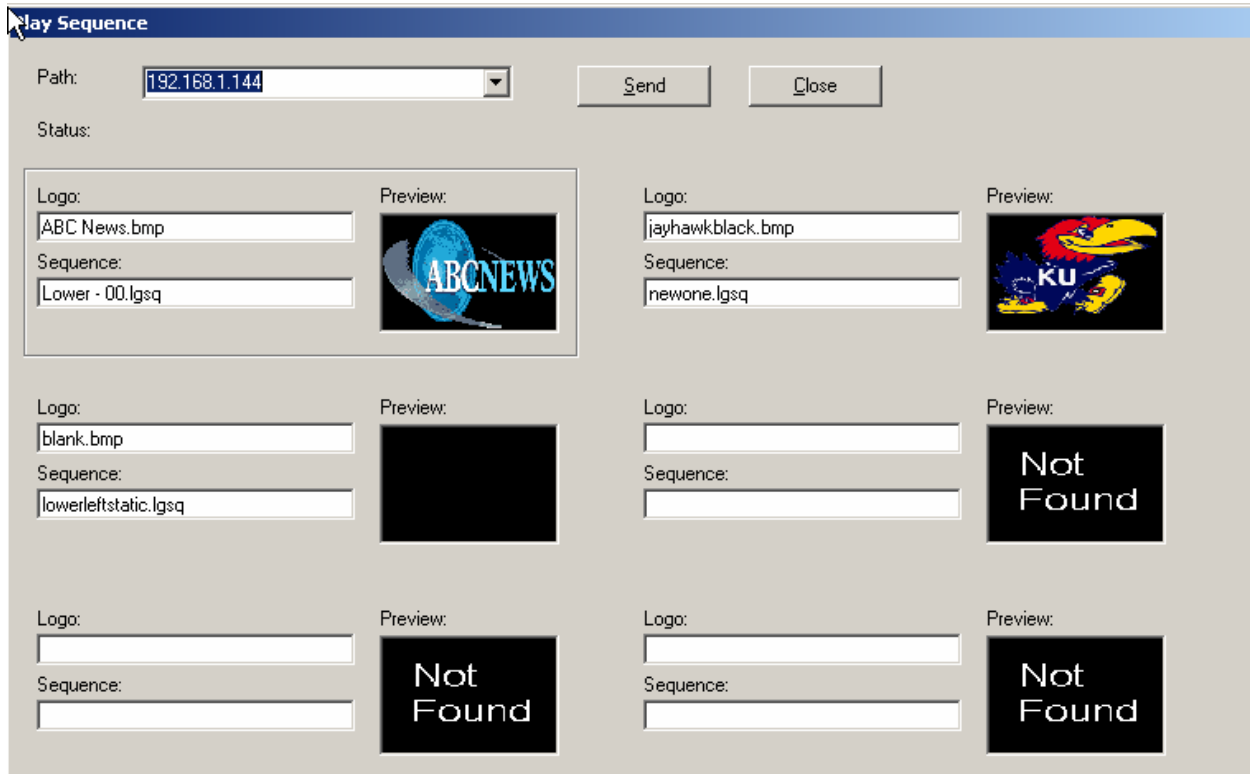 Play Sequence
Path: 192.168.1.144 Send Close
Status:
Logo: Preview: Logo: Preview:
ABC News.bmp jayhawkblack.bmp
Sequence: ABCNEWS Sequence: KU
Lower - 00.lgsq newone.lgsq
Logo: Preview: Logo: Preview:
blank.bmp
Sequence: Sequence: Not
lowerleftstatic.lgsq Found
Logo: Preview: Logo: Preview:
Sequence: Not Sequence: Not
Found Found